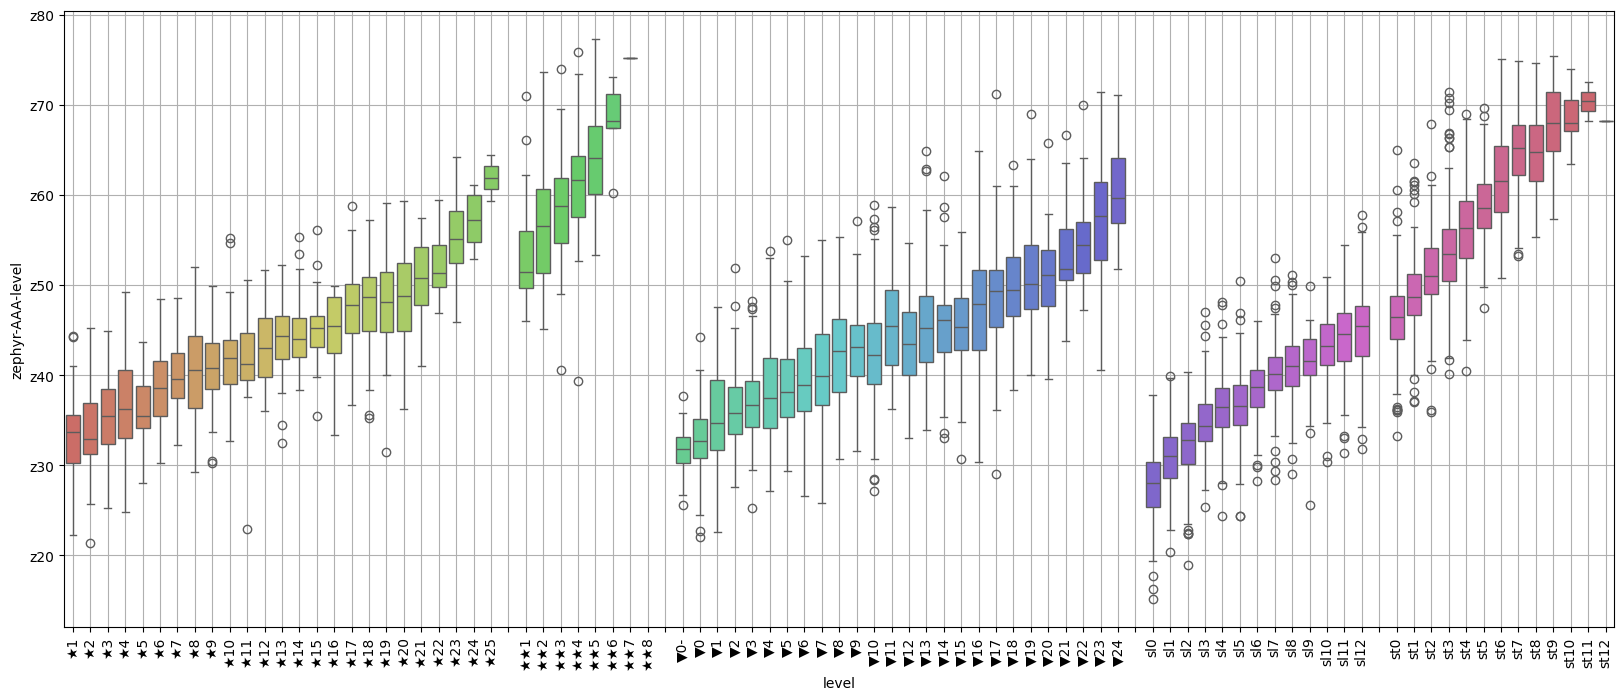 z80
z70
z60
z50
z40
z30
z20
zephyr-AAA-level
★1
★2
★3
★4
★5
★6
★7
★8
★9
★10
★11
★12
★13
★14
★15
★16
★17
★18
★19
★20
★21
★22
★23
★24
★25
★★1
★★2
★★3
★★4
★★5
★★6
★★7
★★8
▼0-
▼0
▼1
▼2
▼3
▼4
▼5
▼6
▼7
▼8
▼9
▼10
▼11
▼12
▼13
▼14
▼15
▼16
▼17
▼18
▼19
▼20
▼21
▼22
▼23
▼24
sl0
sl1
sl2
sl3
sl4
sl5
sl6
sl7
sl8
sl9
sl10
sl11
sl12
st0
st1
st2
st3
st4
st5
st6
st7
st8
st9
st10
st11
st12
level